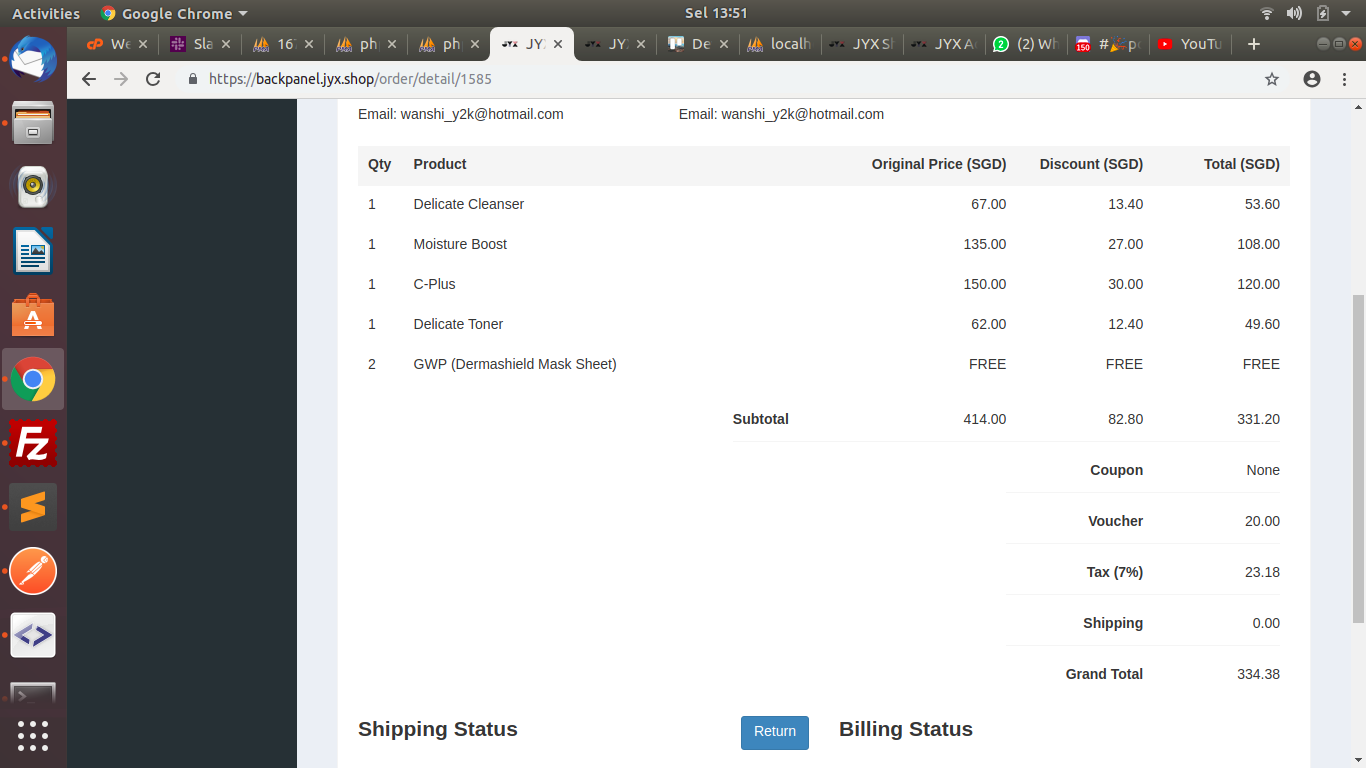 Activities Google Chrome Sel 13:51
We Sla 167 ph ph JY JY De localh JYX S JYX A (2) Wh #🎉p YouTu
https://backpanel.jyx.shop/order/detail/1585
Email: wanshi_y2k@hotmail.com Email: wanshi_y2k@hotmail.com
Qty Product Original Price (SGD) Discount (SGD) Total (SGD)
1 Delicate Cleanser 67.00 13.40 53.60
1 Moisture Boost 135.00 27.00 108.00
1 C-Plus 150.00 30.00 120.00
1 Delicate Toner 62.00 12.40 49.60
2 GWP (Dermashield Mask Sheet) FREE FREE FREE
Subtotal 414.00 82.80 331.20
Coupon None
Voucher 20.00
Tax (7%) 23.18
Shipping 0.00
Grand Total 334.38
Shipping Status Return Billing Status